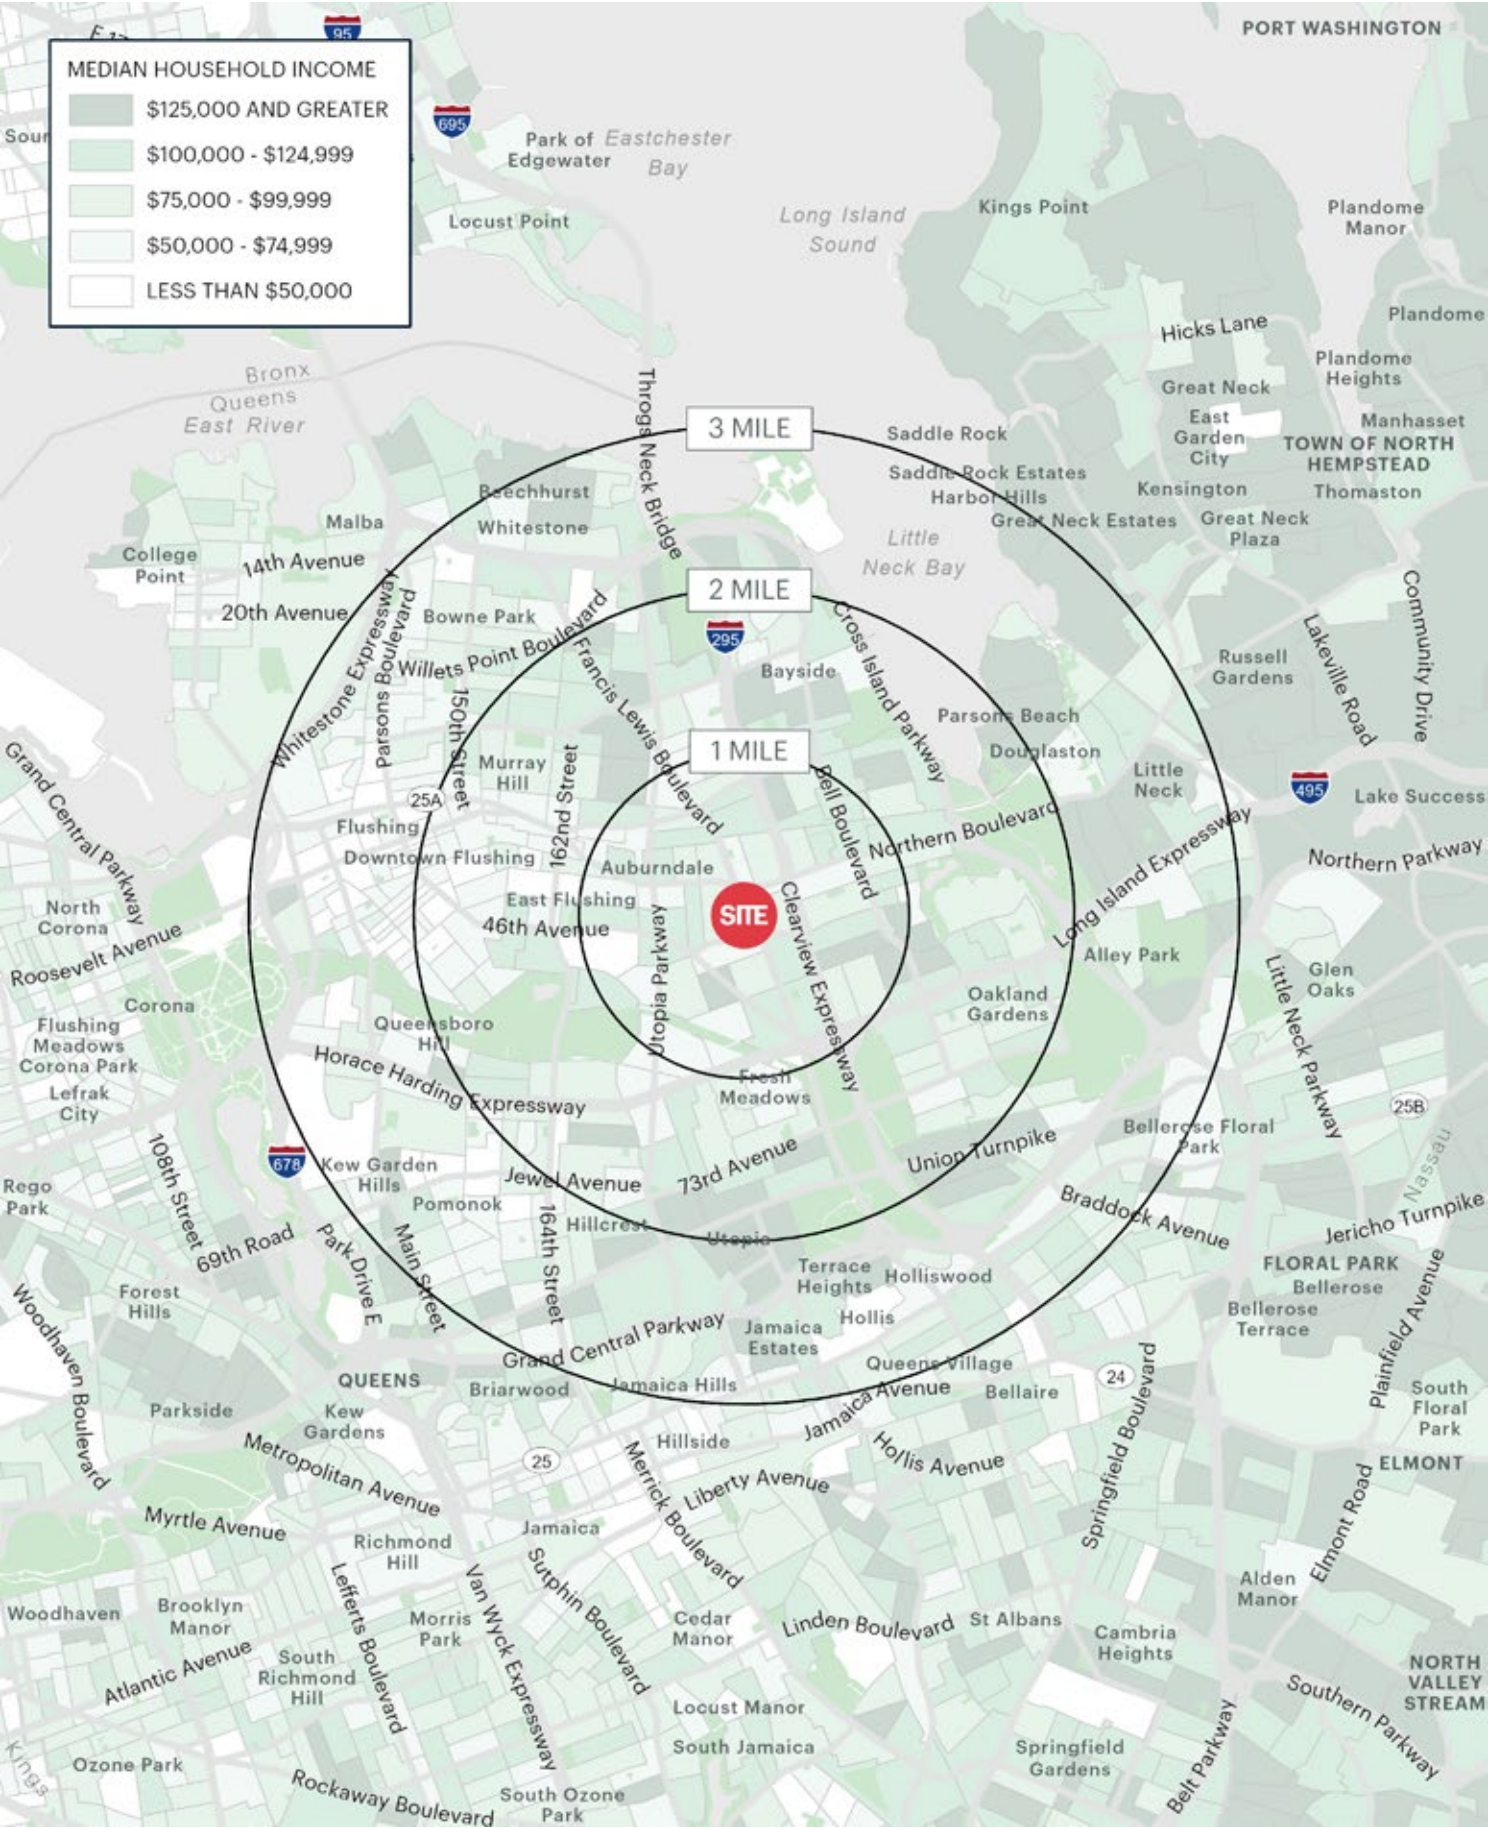 95
MEDIAN HOUSEHOLD INCOME
$125,000 AND GREATER
$100,000 - $124,999
$75,000 - $99,999
$50,000 - $74,999
LESS THAN $50,000
PORT WASHINGTON
695
Park of
Edgewater
Eastchester
Bay
Locust Point
Long Island
Sound
Kings Point
Plandome
Manor
Plandome
Hicks Lane
Plandome
Heights
Great Neck
East
Garden
City
Manhasset
TOWN OF NORTH
HEMPSTEAD
Thomaston
Bronx
Queens
East River
Throgs Neck Bridge
3 MILE
Saddle Rock
Saddle Rock Estates
Harbor Hills
Kensington
Great Neck Estates
Great Neck
Plaza
Beechhurst
Whitestone
Malba
College
Point
14th Avenue
20th Avenue
Little
Neck Bay
Whitestone Expressway
Parsons Boulevard
Bowne Park
Willets Point Boulevard
2 MILE
295
Cross Island Parkway
Francis Lewis Boulevard
Bayside
Russell
Gardens
Lakeville Road
Community Drive
150th Street
Parsons Beach
Douglaston
Murray
Hill
162nd Street
1 MILE
Bell Boulevard
Little
Neck
495
Lake Success
Grand Central Parkway
25A
Flushing
Downtown Flushing
Auburndale
Northern Boulevard
Long Island Expressway
Northern Parkway
East Flushing
46th Avenue
SITE
Clearview Expressway
Utopia Parkway
North
Corona
Roosevelt Avenue
Alley Park
Little Neck Parkway
Glen
Oaks
Corona
Flushing
Meadows
Corona Park
Lefrak
City
Queensboro
Hill
Oakland
Gardens
Horace Harding Expressway
Fresh
Meadows
25B
Nassau
Bellerose Floral
Park
108th Street
678
Kew Garden
Hills
Pomonok
Jewel Avenue
73rd Avenue
Union Turnpike
Rego
Park
Braddock Avenue
Jericho Turnpike
69th Road
Park Drive E
Main Street
164th Street
Hillcrest
Utopia
Terrace
Heights
Holliswood
FLORAL PARK
Bellerose
Bellerose
Terrace
Plainfield Avenue
Woodhaven Boulevard
Forest
Hills
Grand Central Parkway
Jamaica
Estates
Hollis
Queens Village
QUEENS
Briarwood
Jamaica Hills
Jamaica Avenue
Bellaire
24
Springfield Boulevard
South
Floral
Park
Parkside
Kew
Gardens
Metropolitan Avenue
25
Hillside
Hollis Avenue
ELMONT
Merrick Boulevard
Liberty Avenue
Elmont Road
Myrtle Avenue
Jamaica
Richmond
Hill
Lefferts Boulevard
Van Wyck Expressway
Sutphin Boulevard
Alden
Manor
Woodhaven
Brooklyn
Manor
Morris
Park
Cedar
Manor
Linden Boulevard
St Albans
Cambria
Heights
Atlantic Avenue
South
Richmond
Hill
NORTH
VALLEY
STREAM
Southern Parkway
Locust Manor
Kings
Ozone Park
South Jamaica
Springfield
Gardens
Belt Parkway
Rockaway Boulevard
South Ozone
Park